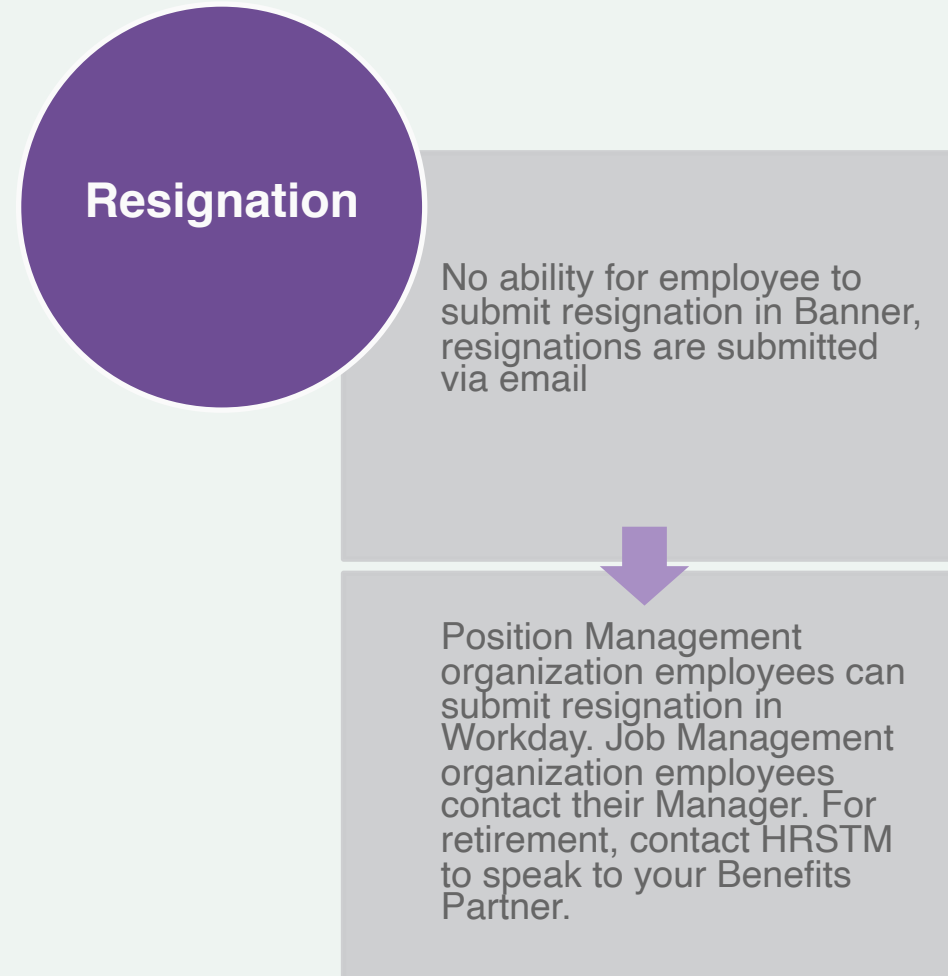 Resignation
No ability for employee to
submit resignation in Banner,
resignations are submitted
via email
Position Management
organization employees can
submit resignation in
Workday. Job Management
organization employees
contact their Manager. For
retirement, contact HRSTM
to speak to your Benefits
Partner.